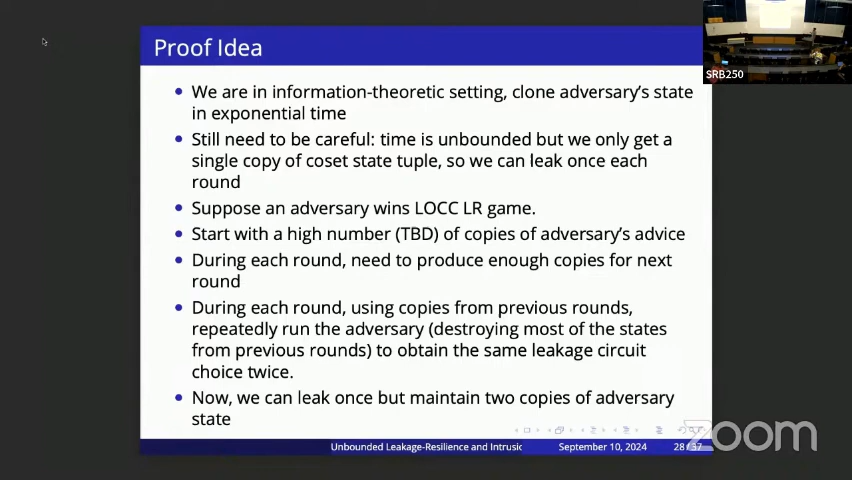 Proof Idea
We are in information-theoretic setting, clone adversary's state
in exponential time
Still need to be careful: time is unbounded but we only get a
single copy of coset state tuple, so we can leak once each
round
Suppose an adversary wins LOCC LR game.
Start with a high number (TBD) of copies of adversary's advice
During each round, need to produce enough copies for next
round
During each round, using copies from previous rounds,
repeatedly run the adversary (destroying most of the states
from previous rounds) to obtain the same leakage circuit
choice twice.
Now, we can leak once but maintain two copies of adversary
state
Unbounded Leakage-Resilience and Intrusic
September 10, 2024
28/37
SRB250
zoom